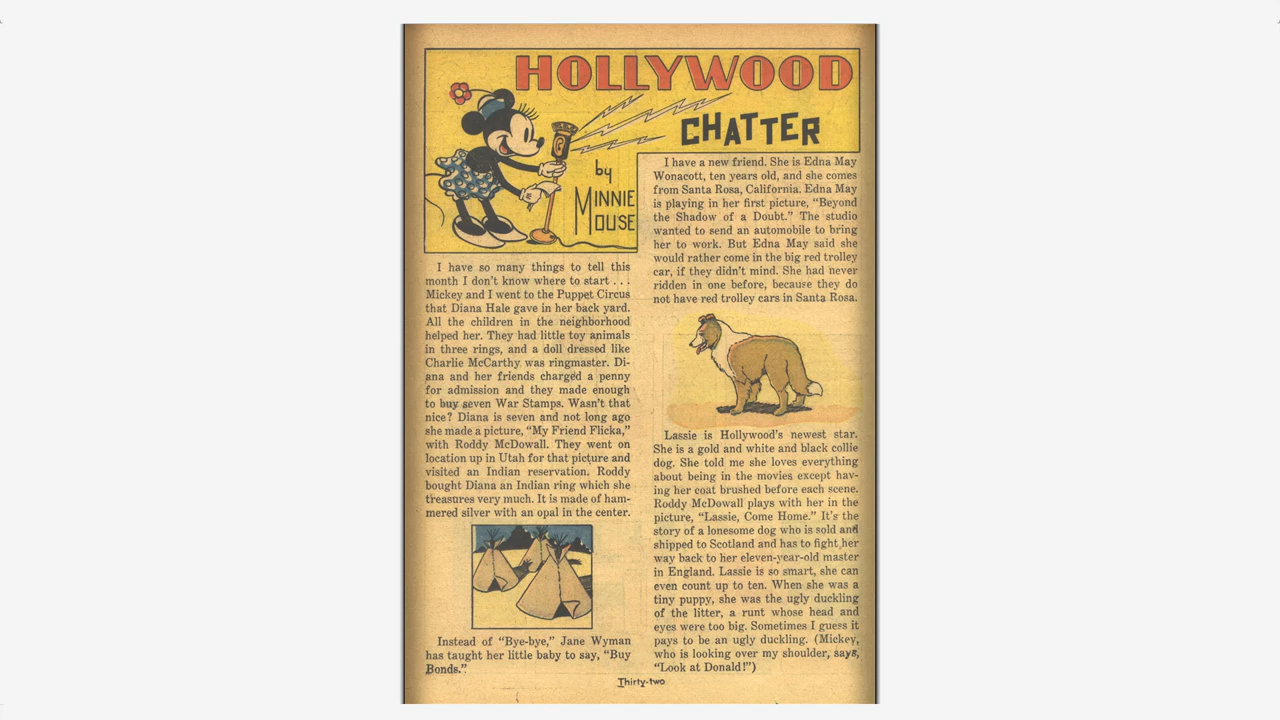 HOLLYWOOD
CHATTER
by
MINNIE
MOUSE
I have so many things to tell this
month I don't know where to start . . .
Mickey and I went to the Puppet Circus
that Diana Hale gave in her back yard.
All the children in the neighborhood
helped her. They had little toy animals
in three rings, and a doll dressed like
Charlie McCarthy was ringmaster. Di-
ana and her friends charged a penny
for admission and they made enough
to buy seven War Stamps. Wasn't that
nice? Diana is seven and not long ago
she made a picture, "My Friend Flicka,"
with Roddy McDowall. They went on
location up in Utah for that picture and
visited an Indian reservation. Roddy
bought Diana an Indian ring which she
treasures very much. It is made of ham-
mered silver with an opal in the center.
Instead of "Bye-bye," Jane Wyman
has taught her little baby to say, "Buy
Bonds."
I have a new friend. She is Edna May
Wonacott, ten years old, and she comes
from Santa Rosa, California. Edna May
is playing in her first picture, "Beyond
the Shadow of a Doubt." The studio
wanted to send an automobile to bring
her to work. But Edna May said she
would rather come in the big red trolley
car, if they didn't mind. She had never
ridden in one before, because they do
not have red trolley cars in Santa Rosa.
Lassie is Hollywood's newest star.
She is a gold and white and black collie
dog. She told me she loves everything
about being in the movies except hav-
ing her coat brushed before each scene.
Roddy McDowall plays with her in the
picture, "Lassie, Come Home." It's the
story of a lonesome dog who is sold and
shipped to Scotland and has to fight her
way back to her eleven-year-old master
in England. Lassie is so smart, she can
even count up to ten. When she was a
tiny puppy, she was the ugly duckling
of the litter, a runt whose head and
eyes were too big. Sometimes I guess it
pays to be an ugly duckling. (Mickey,
who is looking over my shoulder, says,
"Look at Donald!")
Thirty-two